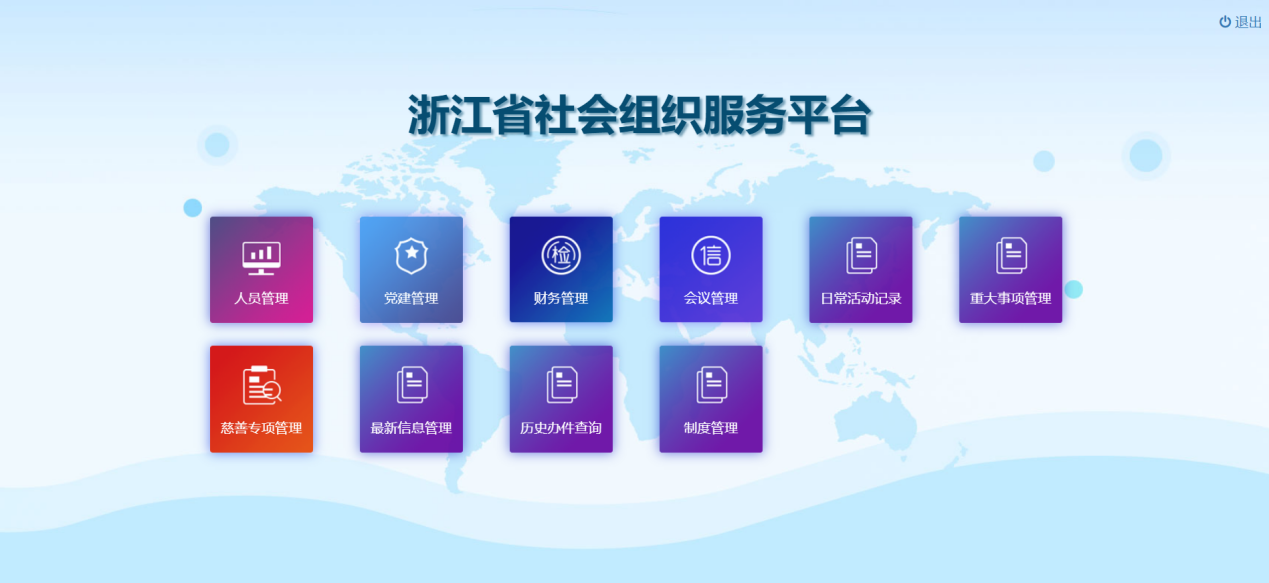 退出
浙江省社会组织服务平台
检
信
人员管理
党建管理
财务管理
会议管理
日常活动记录
重大事项管理
慈善专项管理
最新信息管理
历史办件查询
制度管理